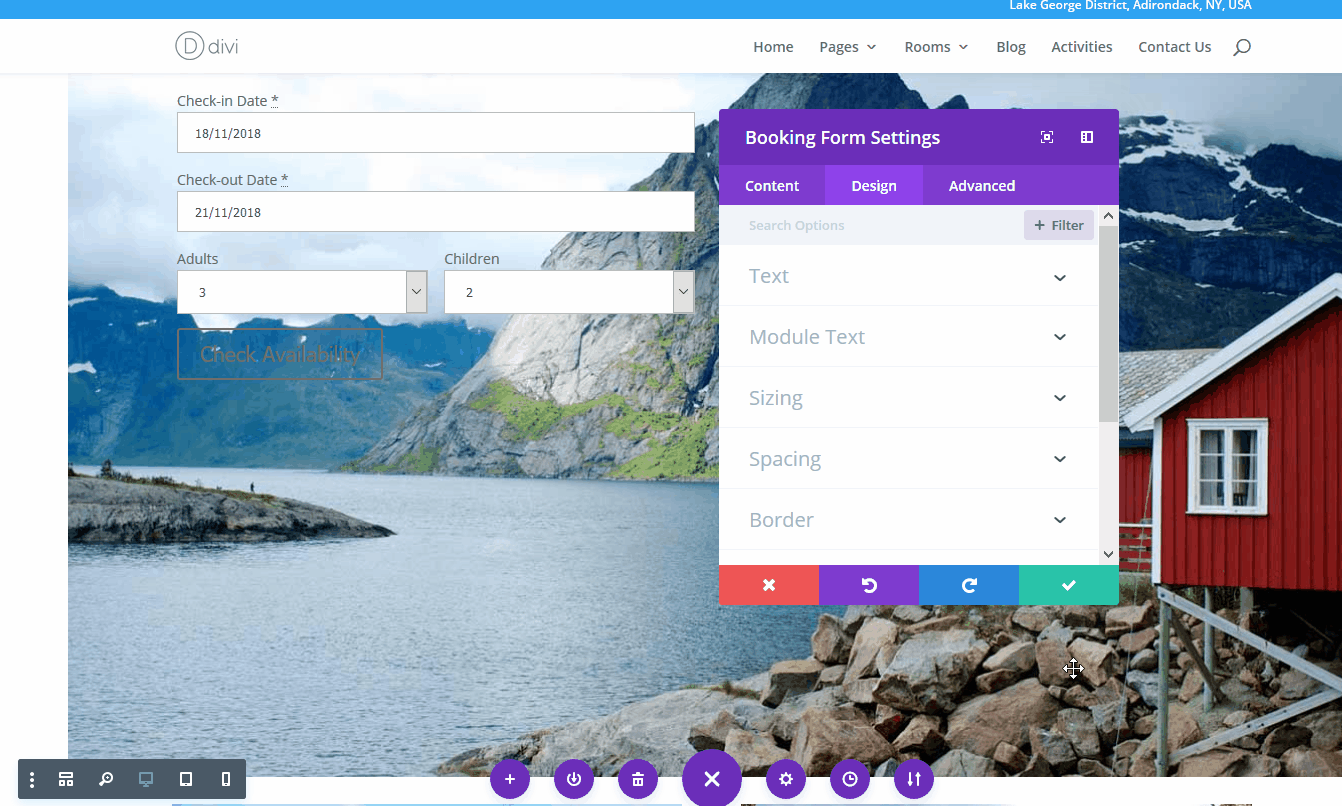 Lake George District, Adirondack, NY, USA
D divi
Home Pages Rooms Blog Activities Contact Us
Check-in Date *
18/11/2018
Check-out Date *
21/11/2018
Adults Children
3 2
Check Availability
Booking Form Settings
Content Design Advanced
Search Options + Filter
Text
Module Text
Sizing
Spacing
Border